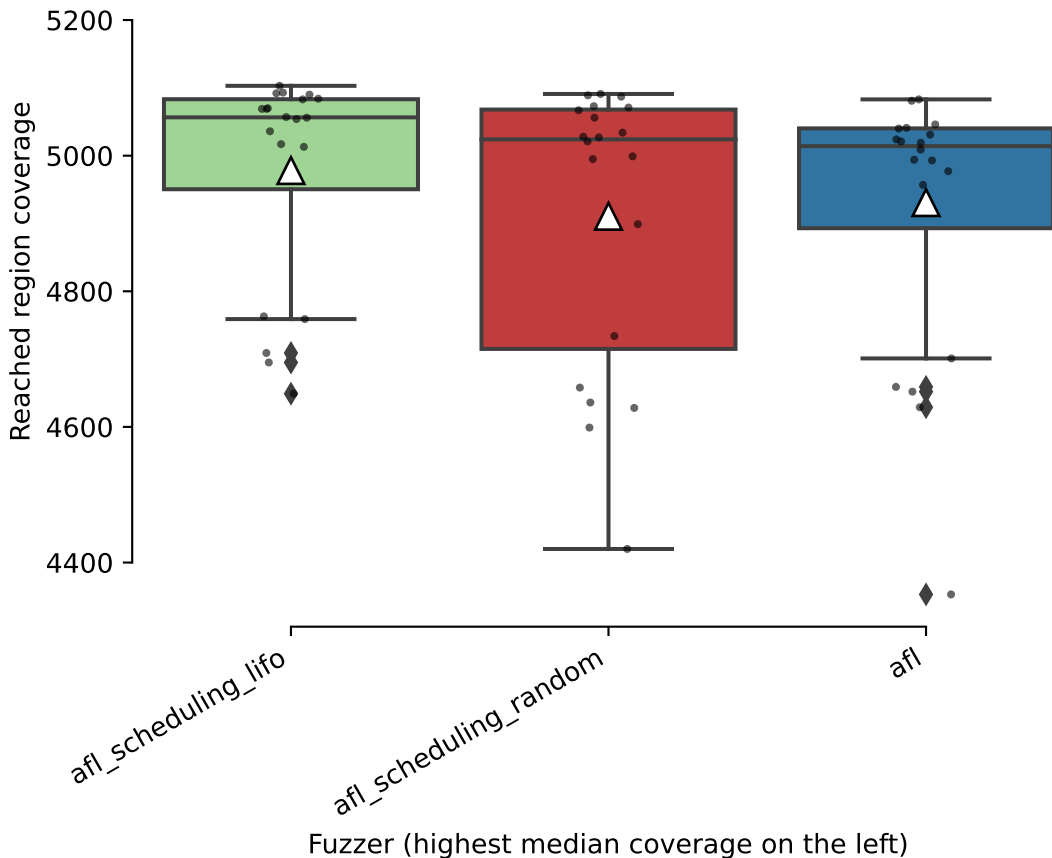 5200
5000
4800
4600
4400
Reached region coverage
afl_scheduling_lifo
afl_scheduling_random
afl
Fuzzer (highest median coverage on the left)